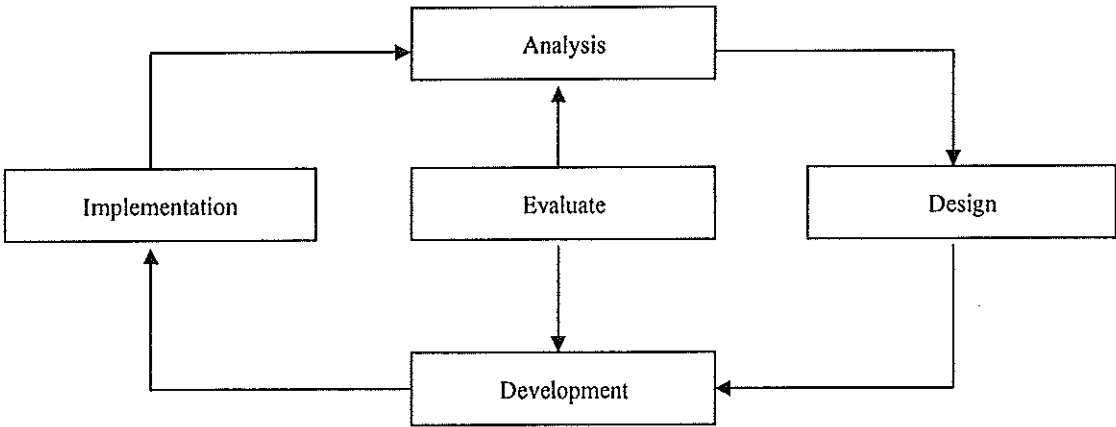 Analysis
Implementation
Evaluate
Design
Development